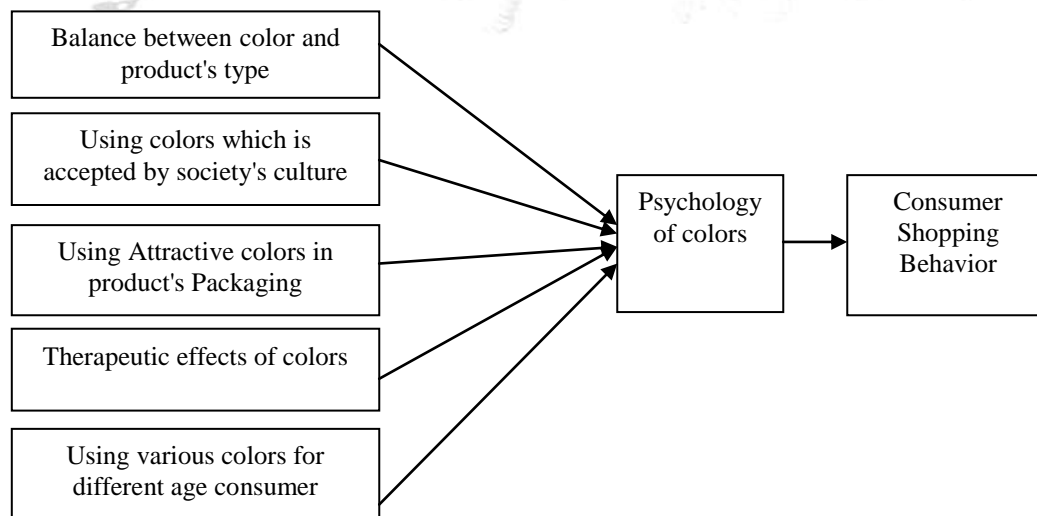 Balance between color and
product's type
Using colors which is
accepted by society's culture
Using Attractive colors in
product's Packaging
Therapeutic effects of colors
Using various colors for
different age consumer
Psychology
of colors
Consumer
Shopping
Behavior